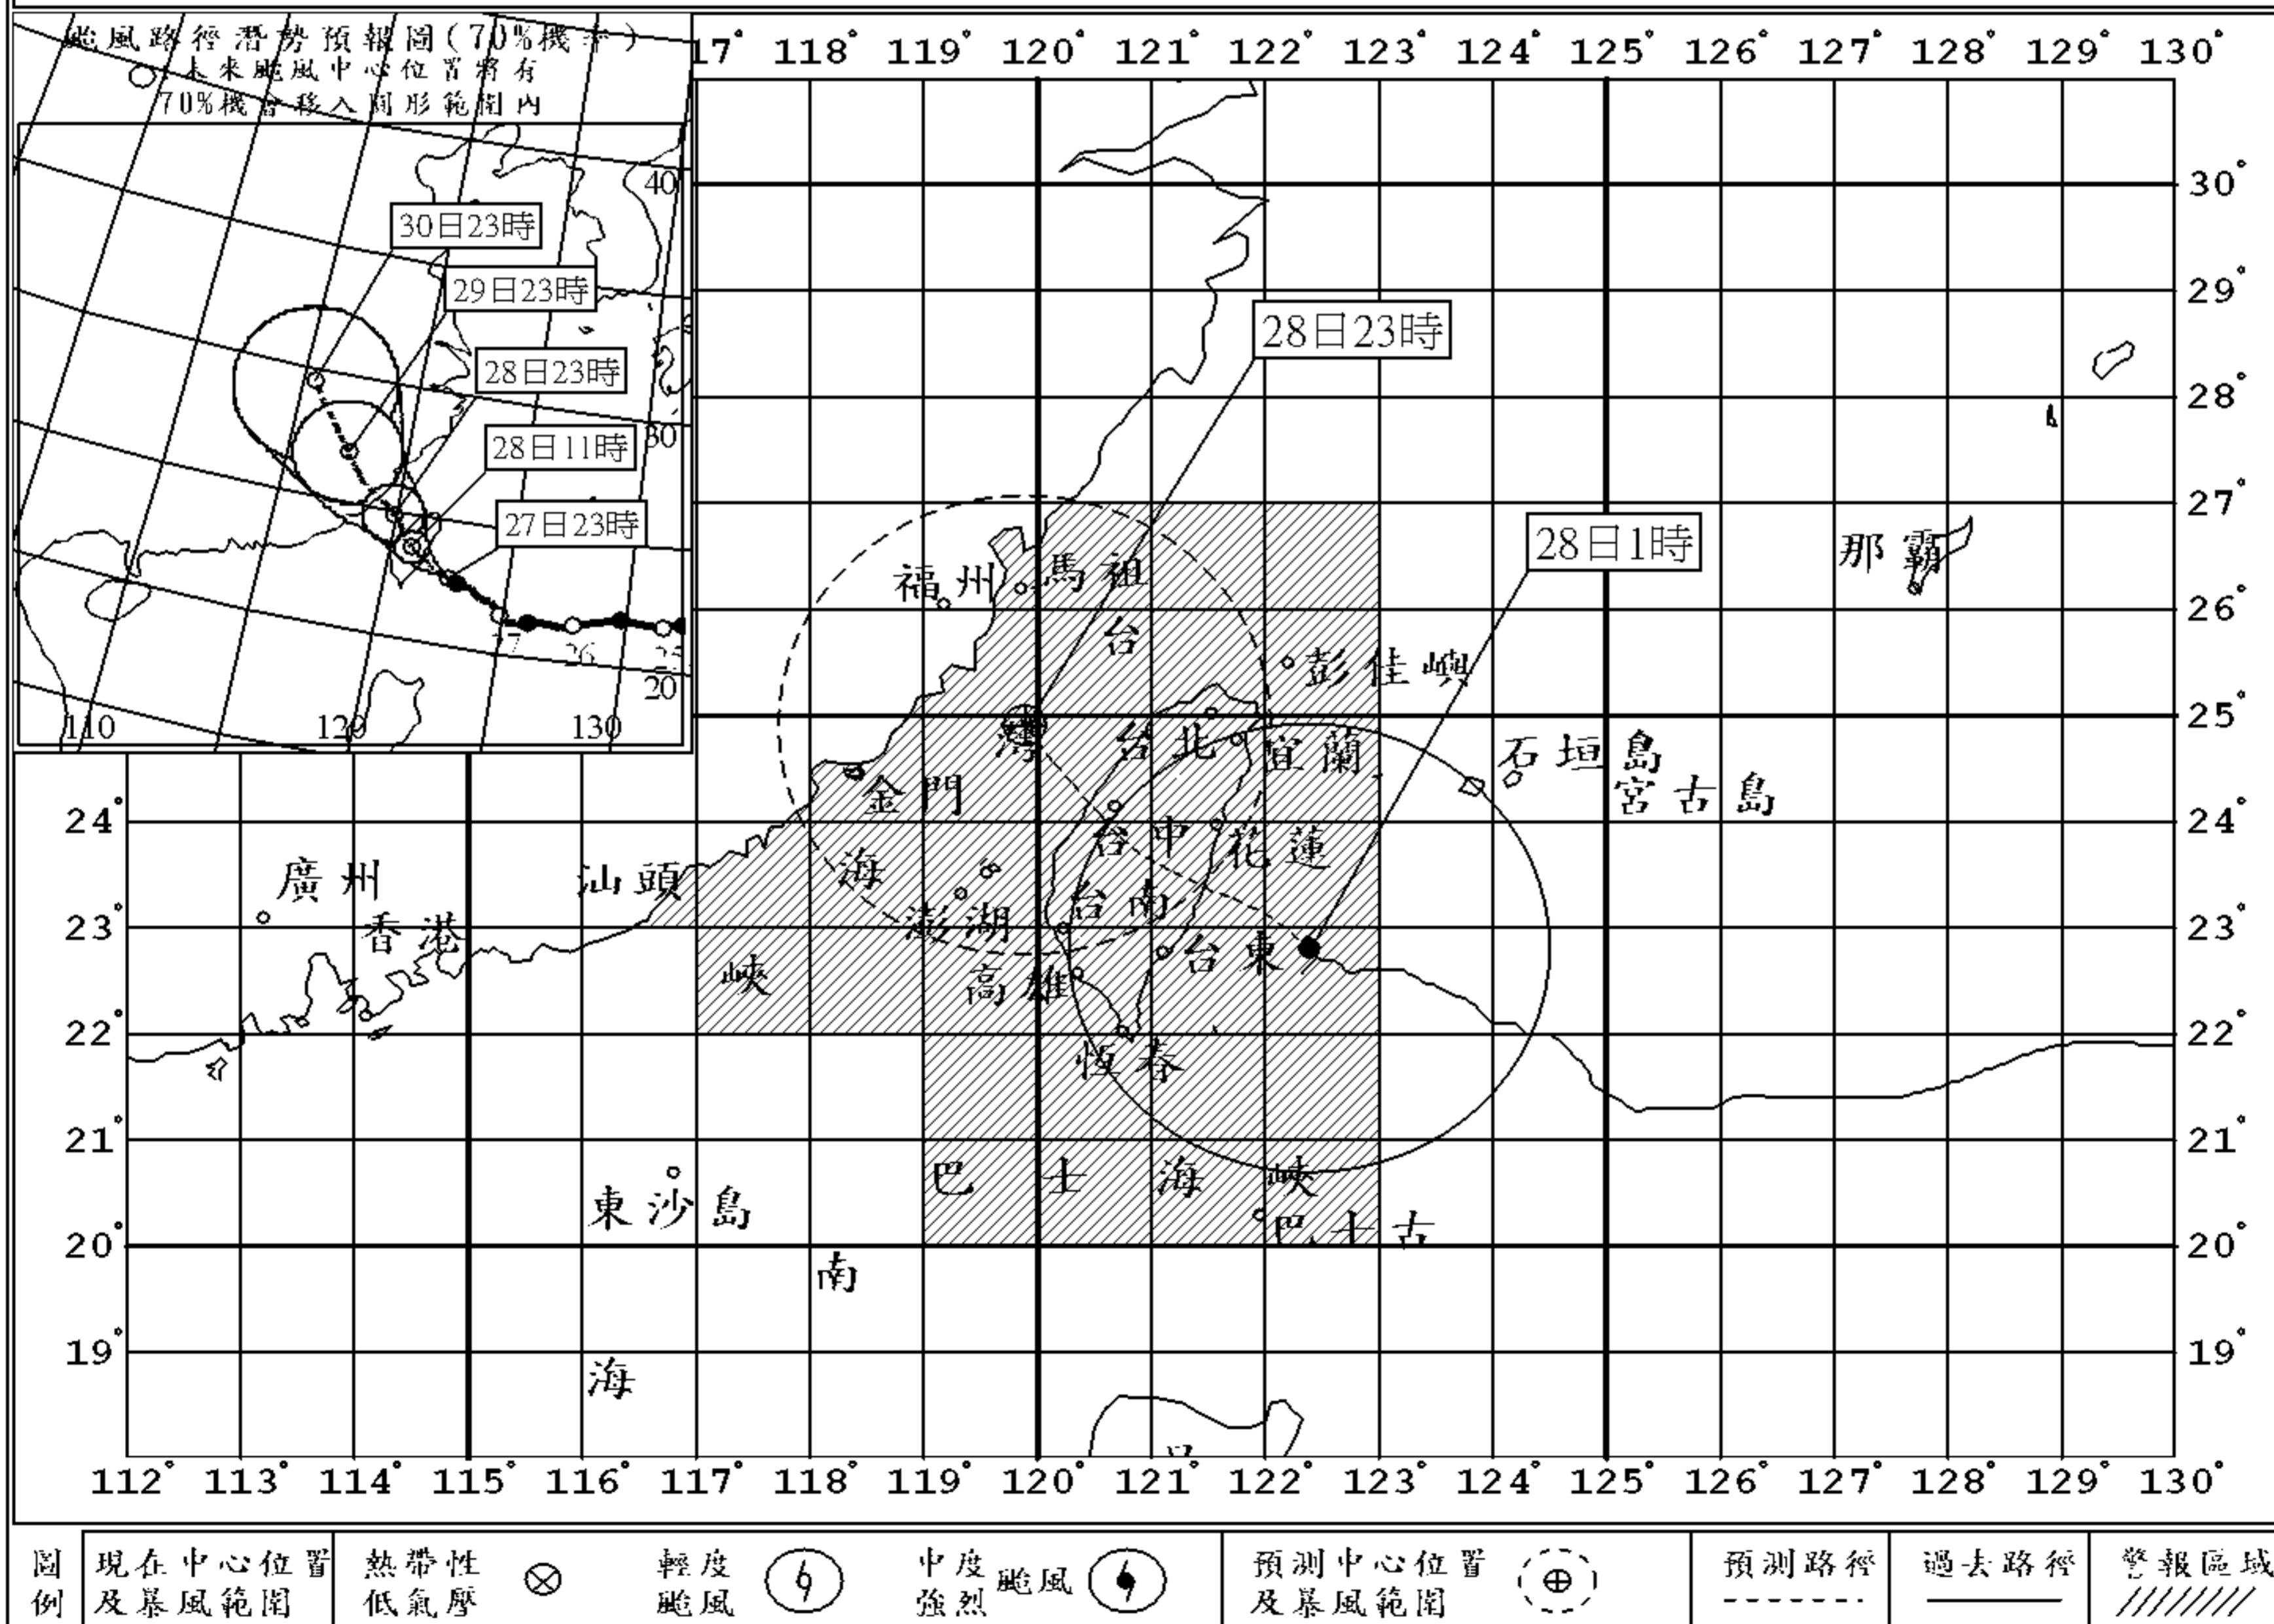 颱風路徑潛勢預報圖(70%機率)
○:未來颱風中心位置將有
70%機會移入圓形範圍內
17° 118° 119° 120° 121° 122° 123° 124° 125° 126° 127° 128° 129° 130°
40
30日23時
29日23時
28日23時
30
28日11時
27日23時
27 26 25
20
110 120 130
30°
29°
28°
27°
26°
25°
24° 24°
23° 23°
22° 22°
21° 21°
20° 20°
19° 19°
28日23時
28日1時
那霸
福州
馬祖
台
彭佳嶼
灣
台北
宜蘭
石垣島
宮古島
金門
海
台中
花蓮
廣州
汕頭
香港
澎湖
台南
峽
高雄
台東
恆春
巴士海峽
東沙島
巴士古
南
海
112° 113° 114° 115° 116° 117° 118° 119° 120° 121° 122° 123° 124° 125° 126° 127° 128° 129° 130°
圖例
現在中心位置
及暴風範圍
熱帶性
低氣壓
輕度
颱風
中度
強烈
颱風
預測中心位置
及暴風範圍
預測路徑
過去路徑
警報區域